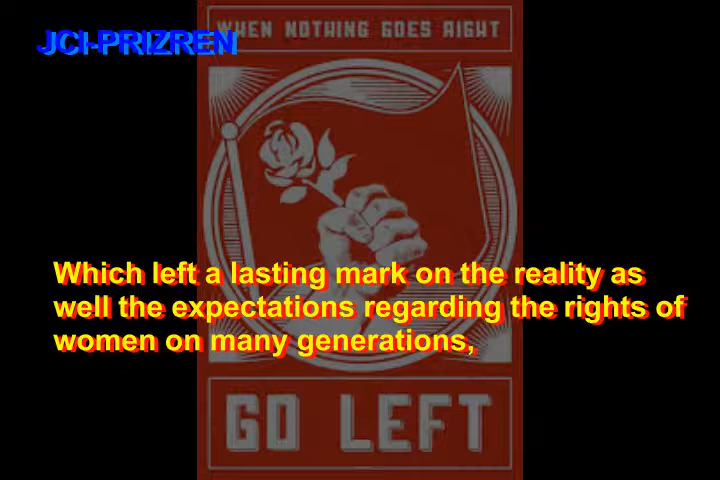 WHEN NOTHING GOES RIGHT
JCI-PRIZREN
Which left a lasting mark on the reality as
well the expectations regarding the rights of
women on many generations,
GO LEFT